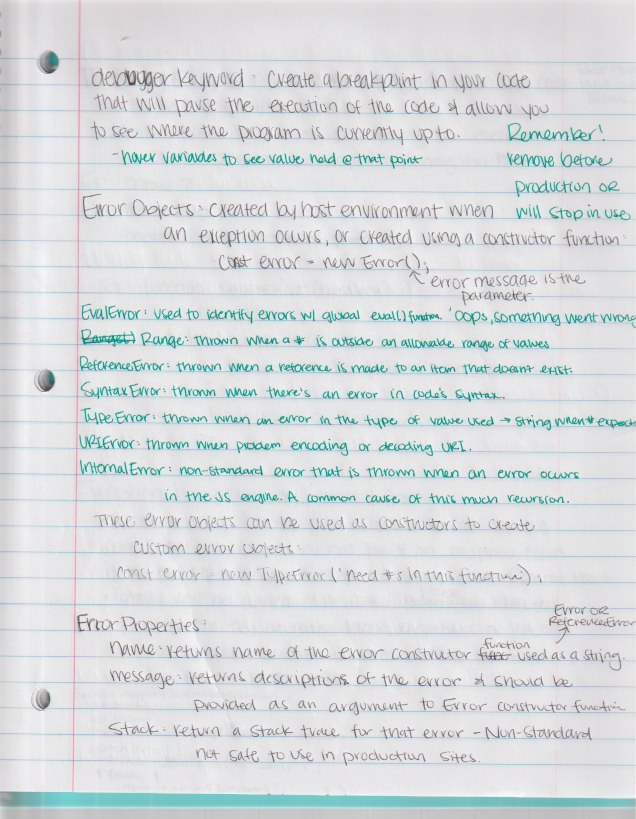 debugger keyword: Create a breakpoint in your code
that will pause the execution of the code & allow you
to see where the program is currently up to.
- hover variables to see value held @ that point
Remember!
remove before
production or
will stop in use
Error Objects: created by host environment when
an exception occurs, or created using a constructor function:
const error = new Error();
error message is the
parameter.
EvalError: used to identify errors w/ global eval() function. 'Oops, something went wrong
Range: thrown when a # is outside an allowable range of values
ReferenceError: thrown when a reference is made to an item that doesn't exist.
SyntaxError: thrown when there's an error in code's syntax.
TypeError: thrown when an error in the type of value used → string when # expect
URIError: thrown when problem encoding or decoding URI.
InternalError: non-standard error that is thrown when an error occurs
in the JS engine. A common cause of this much recursion.
These error objects can be used as constructors to create
custom error objects:
const error = new TypeError('need #s in this function');
Error Properties:
Error OR
ReferenceError
name: returns name of the error constructor function used as a string.
message: returns descriptions of the error & should be
provided as an argument to Error constructor function
Stack: return a stack trace for that error - Non-Standard
not safe to use in production sites.